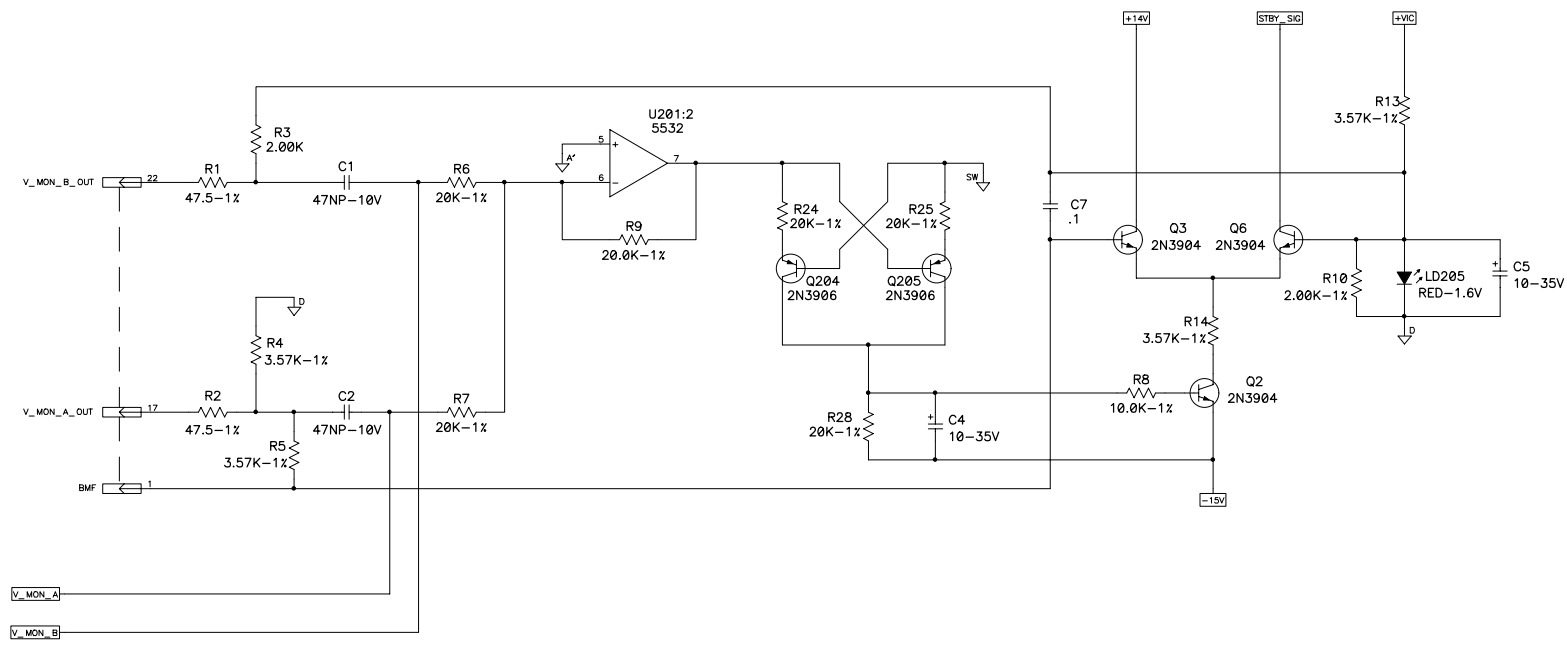 +14V
STBY_SIG
+VIC
R13
3.57K-1%
U201:2
5532
R3
2.00K
5
+
7
A'
6
-
V_MON_B_OUT
22
R1
47.5-1%
C1
47NP-10V
R6
20K-1%
R9
20.0K-1%
SW
R24
20K-1%
R25
20K-1%
C7
.1
Q3
2N3904
Q6
2N3904
Q204
2N3906
Q205
2N3906
R10
2.00K-1%
LD205
RED-1.6V
+
C5
10-35V
D
D
R4
3.57K-1%
R14
3.57K-1%
V_MON_A_OUT
17
R2
47.5-1%
C2
47NP-10V
R7
20K-1%
R8
10.0K-1%
Q2
2N3904
R28
20K-1%
+
C4
10-35V
R5
3.57K-1%
BMF
1
-15V
V_MON_A
V_MON_B